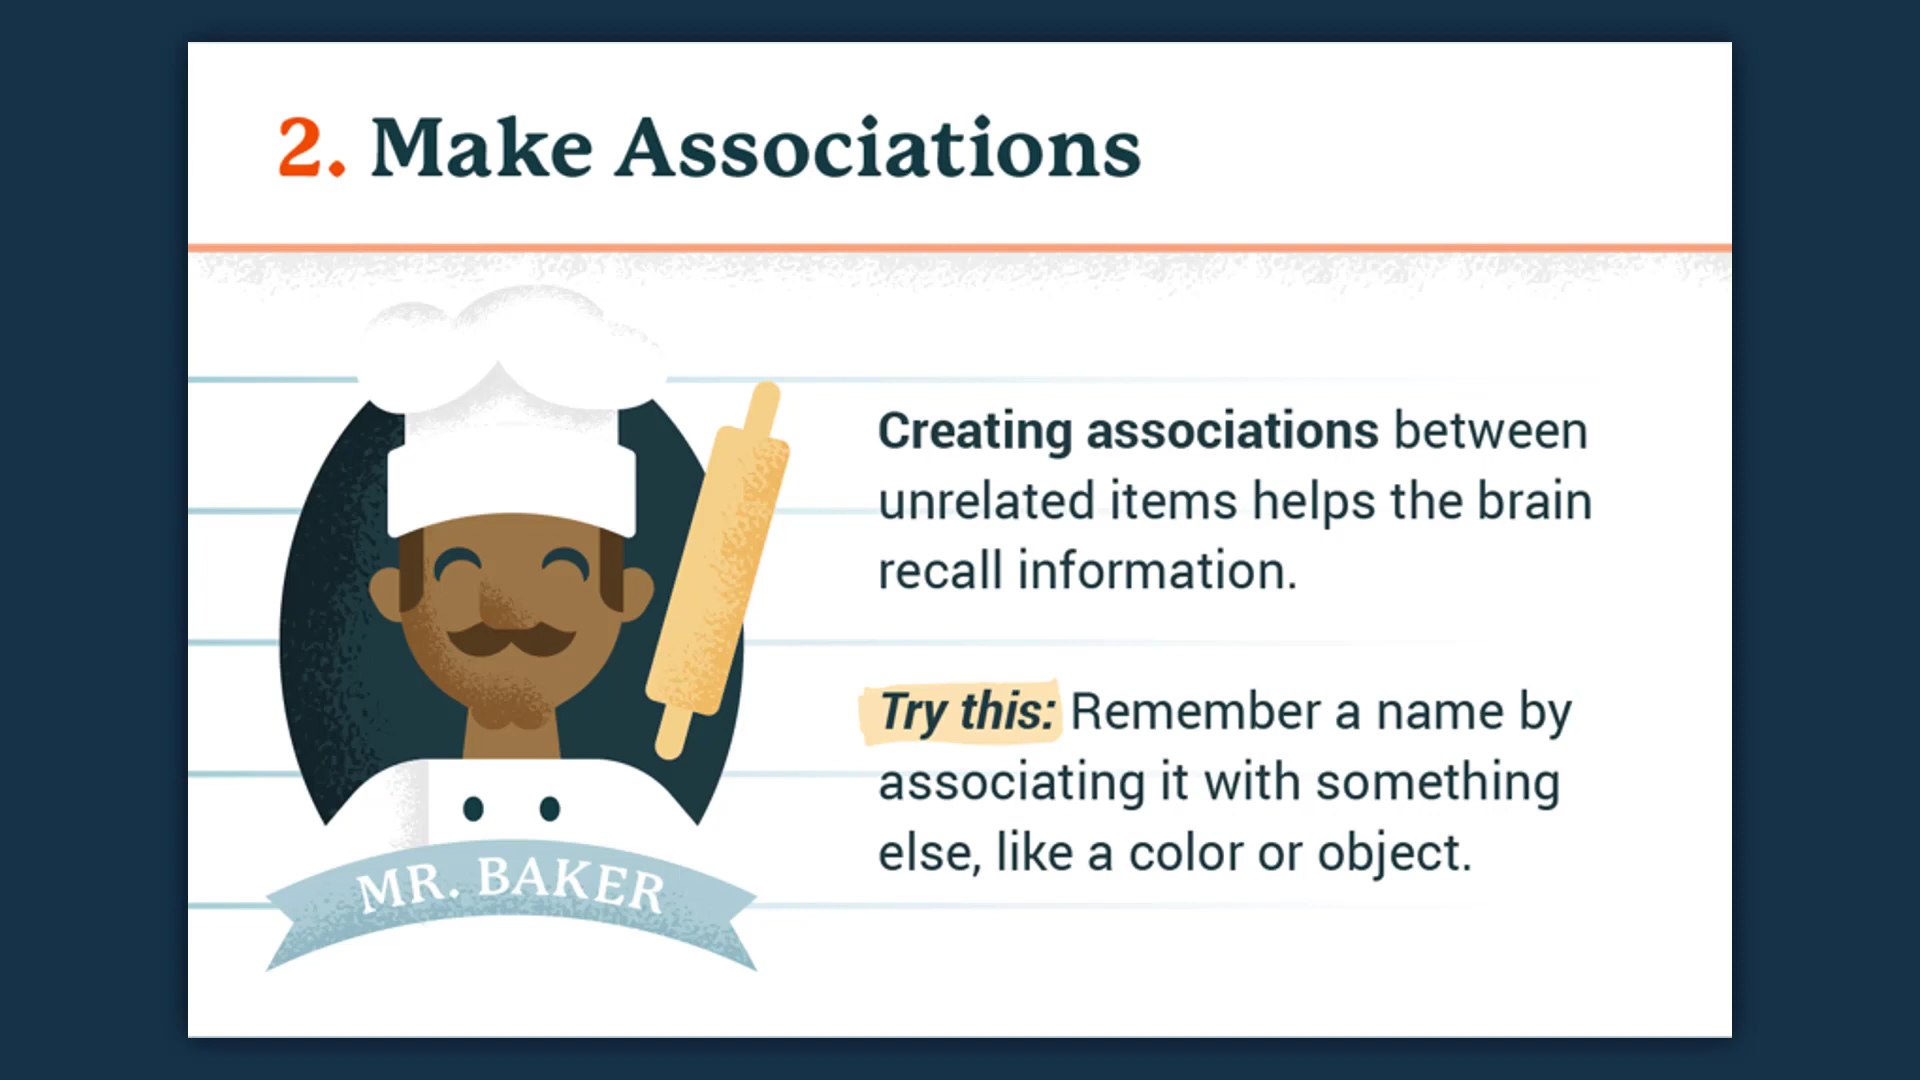 2. Make Associations
Creating associations between
unrelated items helps the brain
recall information.
Try this: Remember a name by
associating it with something
else, like a color or object.
MR. BAKER